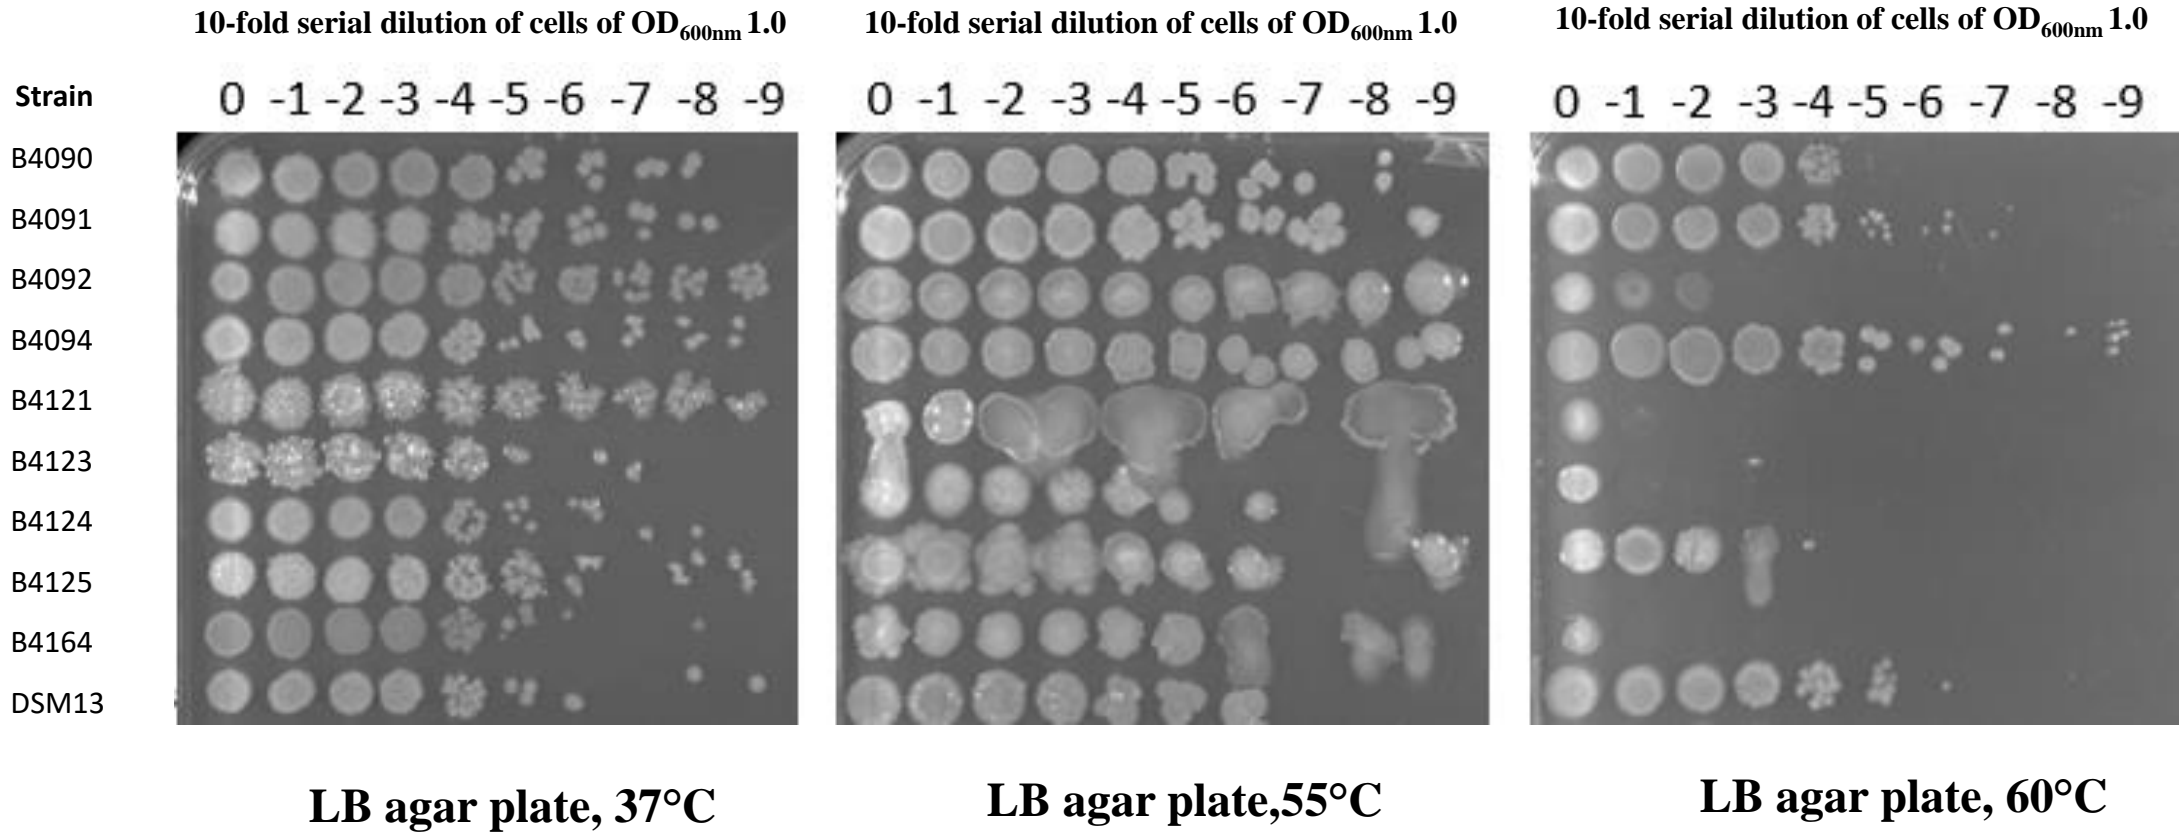 10-fold serial dilution of cells of OD600nm 1.0
10-fold serial dilution of cells of OD600nm 1.0
10-fold serial dilution of cells of OD600nm 1.0
Strain
0 -1 -2 -3 -4 -5 -6 -7 -8 -9
0 -1 -2 -3 -4 -5 -6 -7 -8 -9
0 -1 -2 -3 -4 -5 -6 -7 -8 -9
B4090
B4091
B4092
B4094
B4121
B4123
B4124
B4125
B4164
DSM13
LB agar plate, 37°C
LB agar plate,55°C
LB agar plate, 60°C